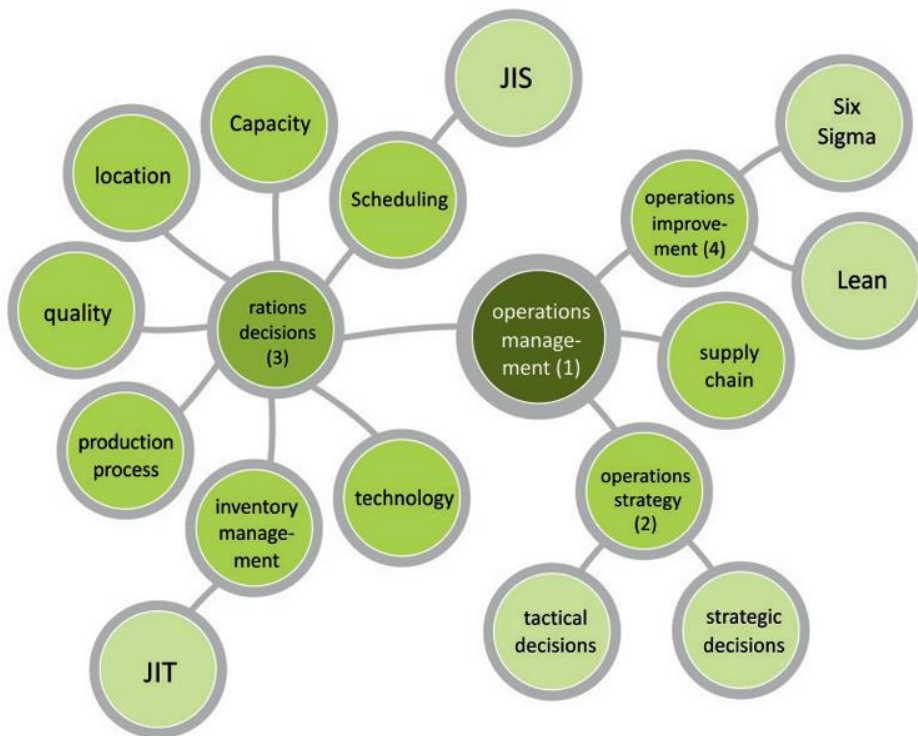 JIS
Capacity
Six
Sigma
location
Scheduling
operations
improve-
ment (4)
Lean
quality
rations
decisions
(3)
operations
manage-
ment (1)
supply
chain
production
process
inventory
manage-
ment
technology
operations
strategy
(2)
JIT
tactical
decisions
strategic
decisions